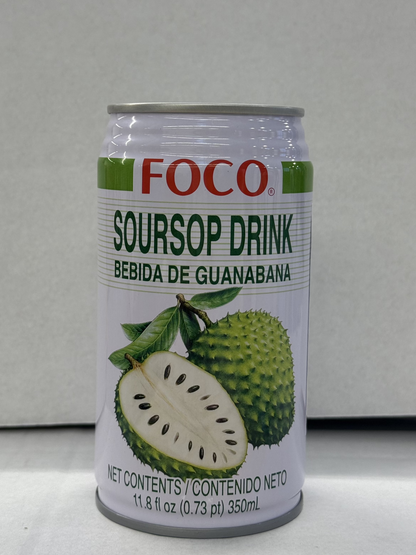 FOCO®
SOURSOP DRINK
BEBIDA DE GUANABANA
NET CONTENTS / CONTENIDO NETO
11.8 fl oz (0.73 pt) 350mL